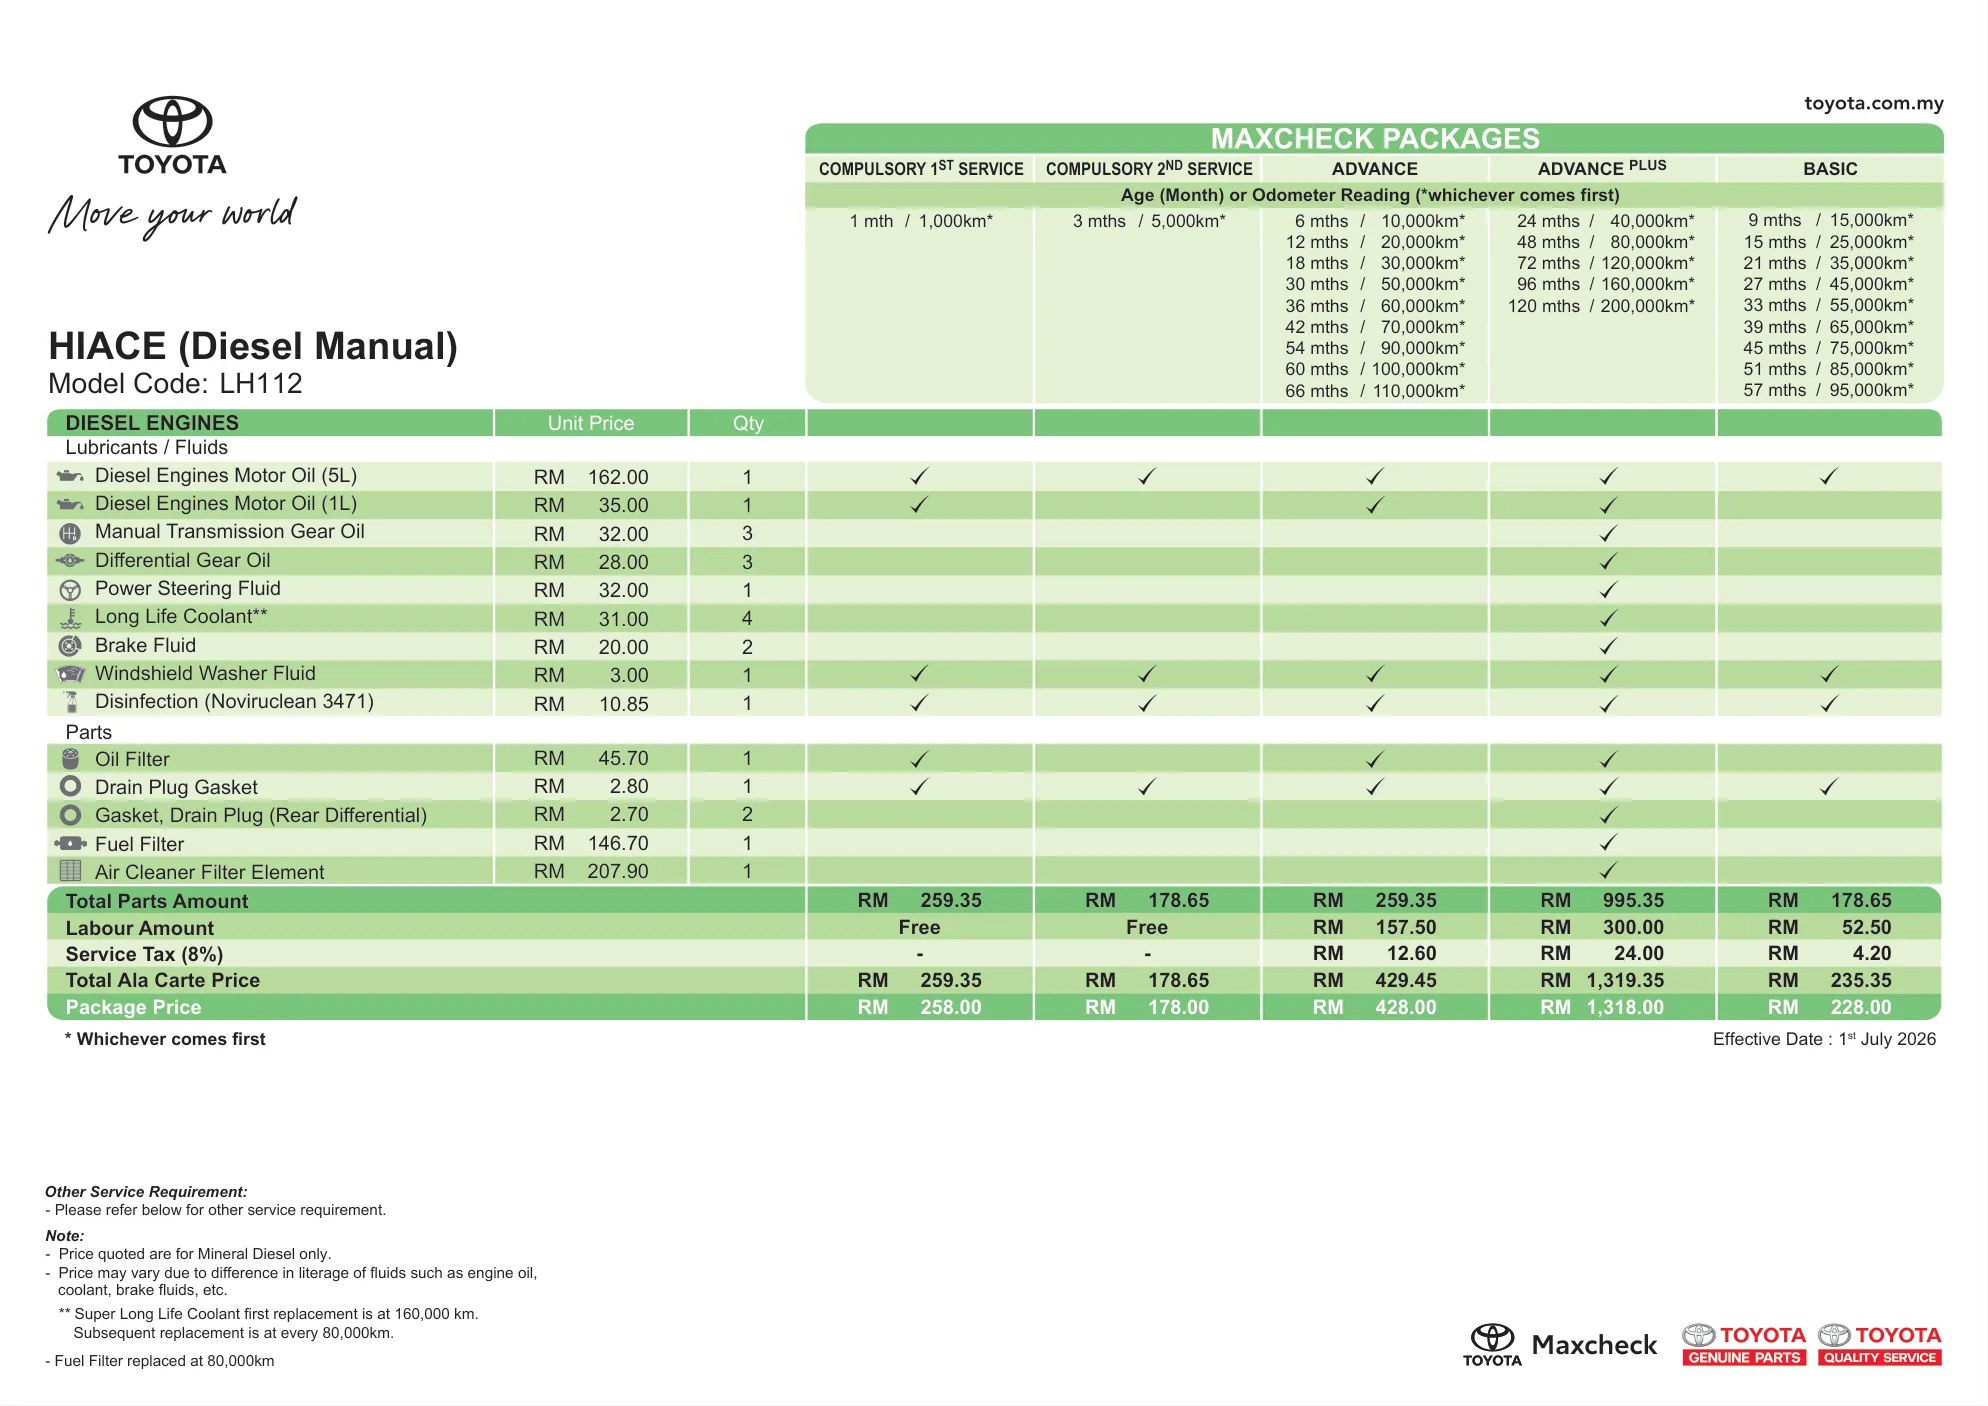 toyota.com.my
TOYOTA
Move your world
MAXCHECK PACKAGES
COMPULSORY 1ST SERVICE COMPULSORY 2ND SERVICE ADVANCE ADVANCE PLUS BASIC
Age (Month) or Odometer Reading (*whichever comes first)
1 mth / 1,000km* 3 mths / 5,000km* 6 mths / 10,000km* 24 mths / 40,000km* 9 mths / 15,000km*
12 mths / 20,000km* 48 mths / 80,000km* 15 mths / 25,000km*
18 mths / 30,000km* 72 mths / 120,000km* 21 mths / 35,000km*
30 mths / 50,000km* 96 mths / 160,000km* 27 mths / 45,000km*
36 mths / 60,000km* 120 mths / 200,000km* 33 mths / 55,000km*
42 mths / 70,000km* 39 mths / 65,000km*
54 mths / 90,000km* 45 mths / 75,000km*
60 mths / 100,000km* 51 mths / 85,000km*
66 mths / 110,000km* 57 mths / 95,000km*
HIACE (Diesel Manual)
Model Code: LH112
DIESEL ENGINES Unit Price Qty
Lubricants / Fluids
Diesel Engines Motor Oil (5L) RM 162.00 1 ✓ ✓ ✓ ✓ ✓
Diesel Engines Motor Oil (1L) RM 35.00 1 ✓ ✓ ✓
Manual Transmission Gear Oil RM 32.00 3 ✓
Differential Gear Oil RM 28.00 3 ✓
Power Steering Fluid RM 32.00 1 ✓
Long Life Coolant** RM 31.00 4 ✓
Brake Fluid RM 20.00 2 ✓
Windshield Washer Fluid RM 3.00 1 ✓ ✓ ✓ ✓ ✓
Disinfection (Noviruclean 3471) RM 10.85 1 ✓ ✓ ✓ ✓ ✓
Parts
Oil Filter RM 45.70 1 ✓ ✓ ✓
Drain Plug Gasket RM 2.80 1 ✓ ✓ ✓ ✓ ✓
Gasket, Drain Plug (Rear Differential) RM 2.70 2 ✓
Fuel Filter RM 146.70 1 ✓
Air Cleaner Filter Element RM 207.90 1 ✓
Total Parts Amount RM 259.35 RM 178.65 RM 259.35 RM 995.35 RM 178.65
Labour Amount Free Free RM 157.50 RM 300.00 RM 52.50
Service Tax (8%) - - RM 12.60 RM 24.00 RM 4.20
Total Ala Carte Price RM 259.35 RM 178.65 RM 429.45 RM 1,319.35 RM 235.35
Package Price RM 258.00 RM 178.00 RM 428.00 RM 1,318.00 RM 228.00
* Whichever comes first Effective Date : 1st July 2026
Other Service Requirement:
- Please refer below for other service requirement.
Note:
- Price quoted are for Mineral Diesel only.
- Price may vary due to difference in literage of fluids such as engine oil,
coolant, brake fluids, etc.
** Super Long Life Coolant first replacement is at 160,000 km.
Subsequent replacement is at every 80,000km.
- Fuel Filter replaced at 80,000km
TOYOTA Maxcheck
TOYOTA GENUINE PARTS
TOYOTA QUALITY SERVICE